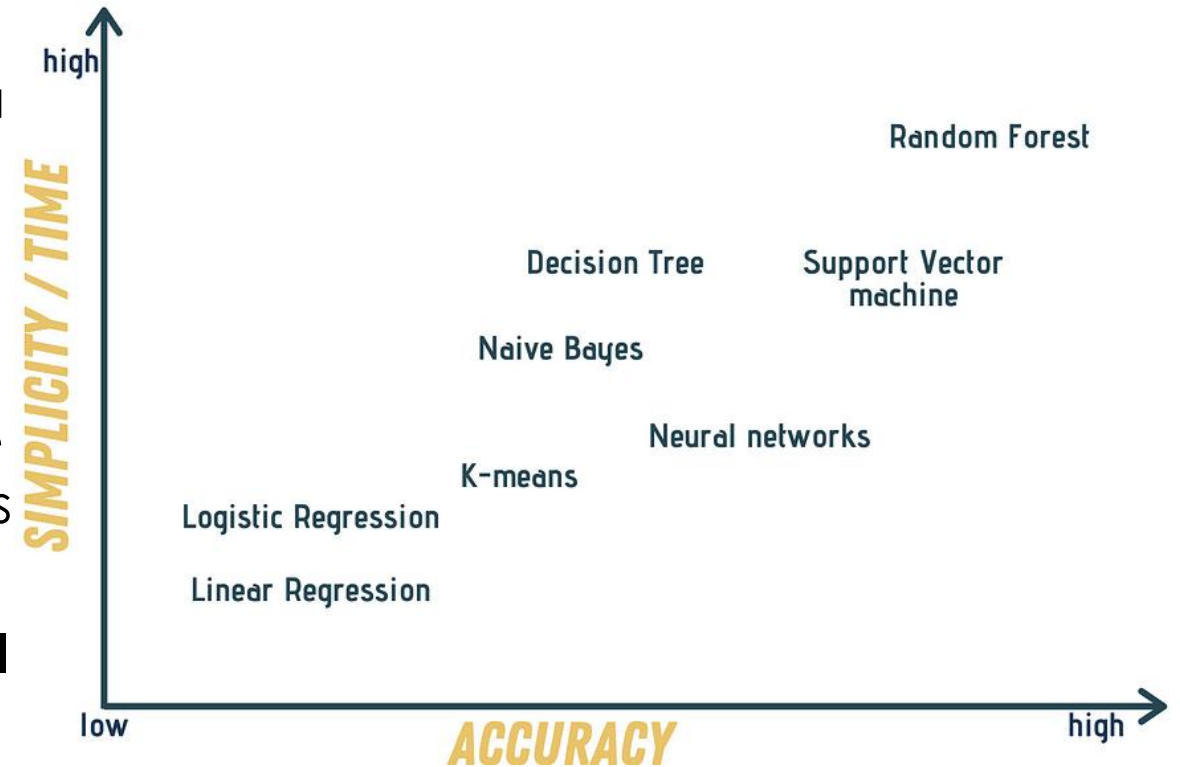 high
Random Forest
SIMPLICITY / TIME
Decision Tree
Support Vector
machine
Naive Bayes
Neural networks
K-means
Logistic Regression
Linear Regression
low
high
ACCURACY